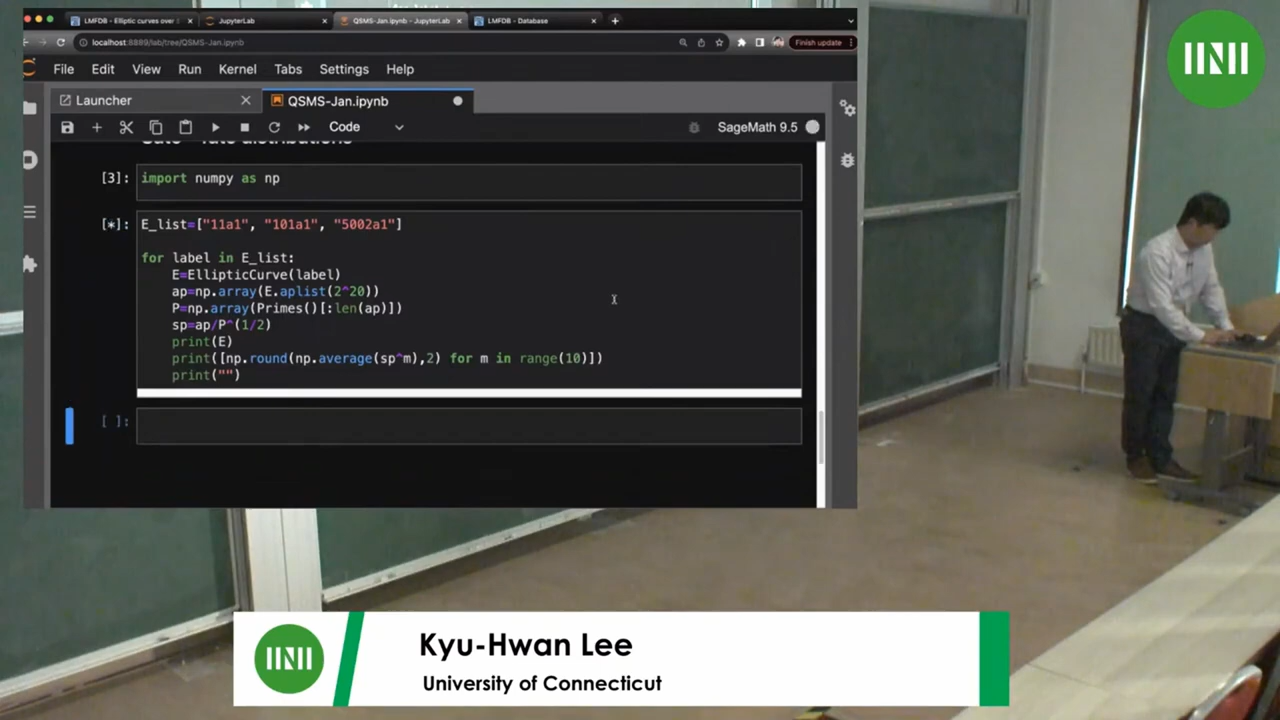 LMFDB - Elliptic curves over
JupyterLab
QSMS-Jan.ipynb - JupyterLab
LMFDB - Database
localhost:8889/lab/tree/QSMS-Jan.ipynb
Finish update
File Edit View Run Kernel Tabs Settings Help
Launcher
QSMS-Jan.ipynb
Code
SageMath 9.5
[3]: import numpy as np
[*]: E_list=["11a1", "101a1", "5002a1"]
for label in E_list:
E=EllipticCurve(label)
ap=np.array(E.aplist(2^20))
P=np.array(Primes()[:len(ap)])
sp=ap/P^(1/2)
print(E)
print([np.round(np.average(sp^m),2) for m in range(10)])
print("")
[ ]:
Kyu-Hwan Lee
University of Connecticut